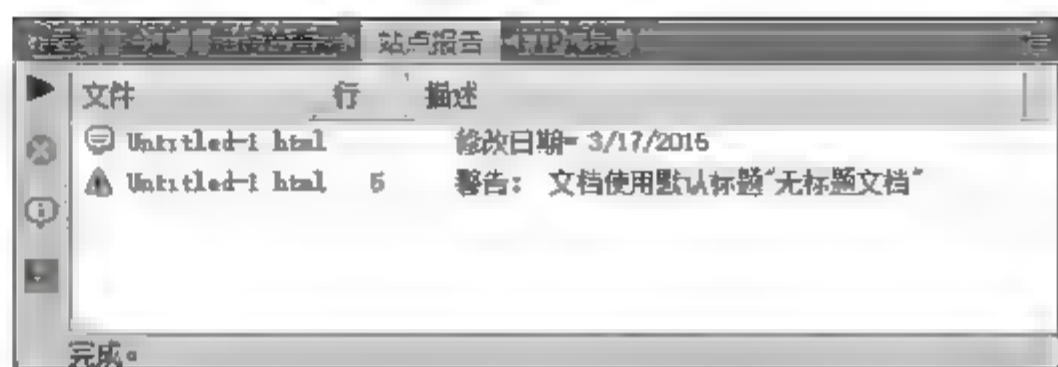 站点报告
文件 行 描述
Untitled-1 html 修改日期= 3/17/2015
Untitled-1 html 5 警告: 文档使用默认标题"无标题文档"
完成。